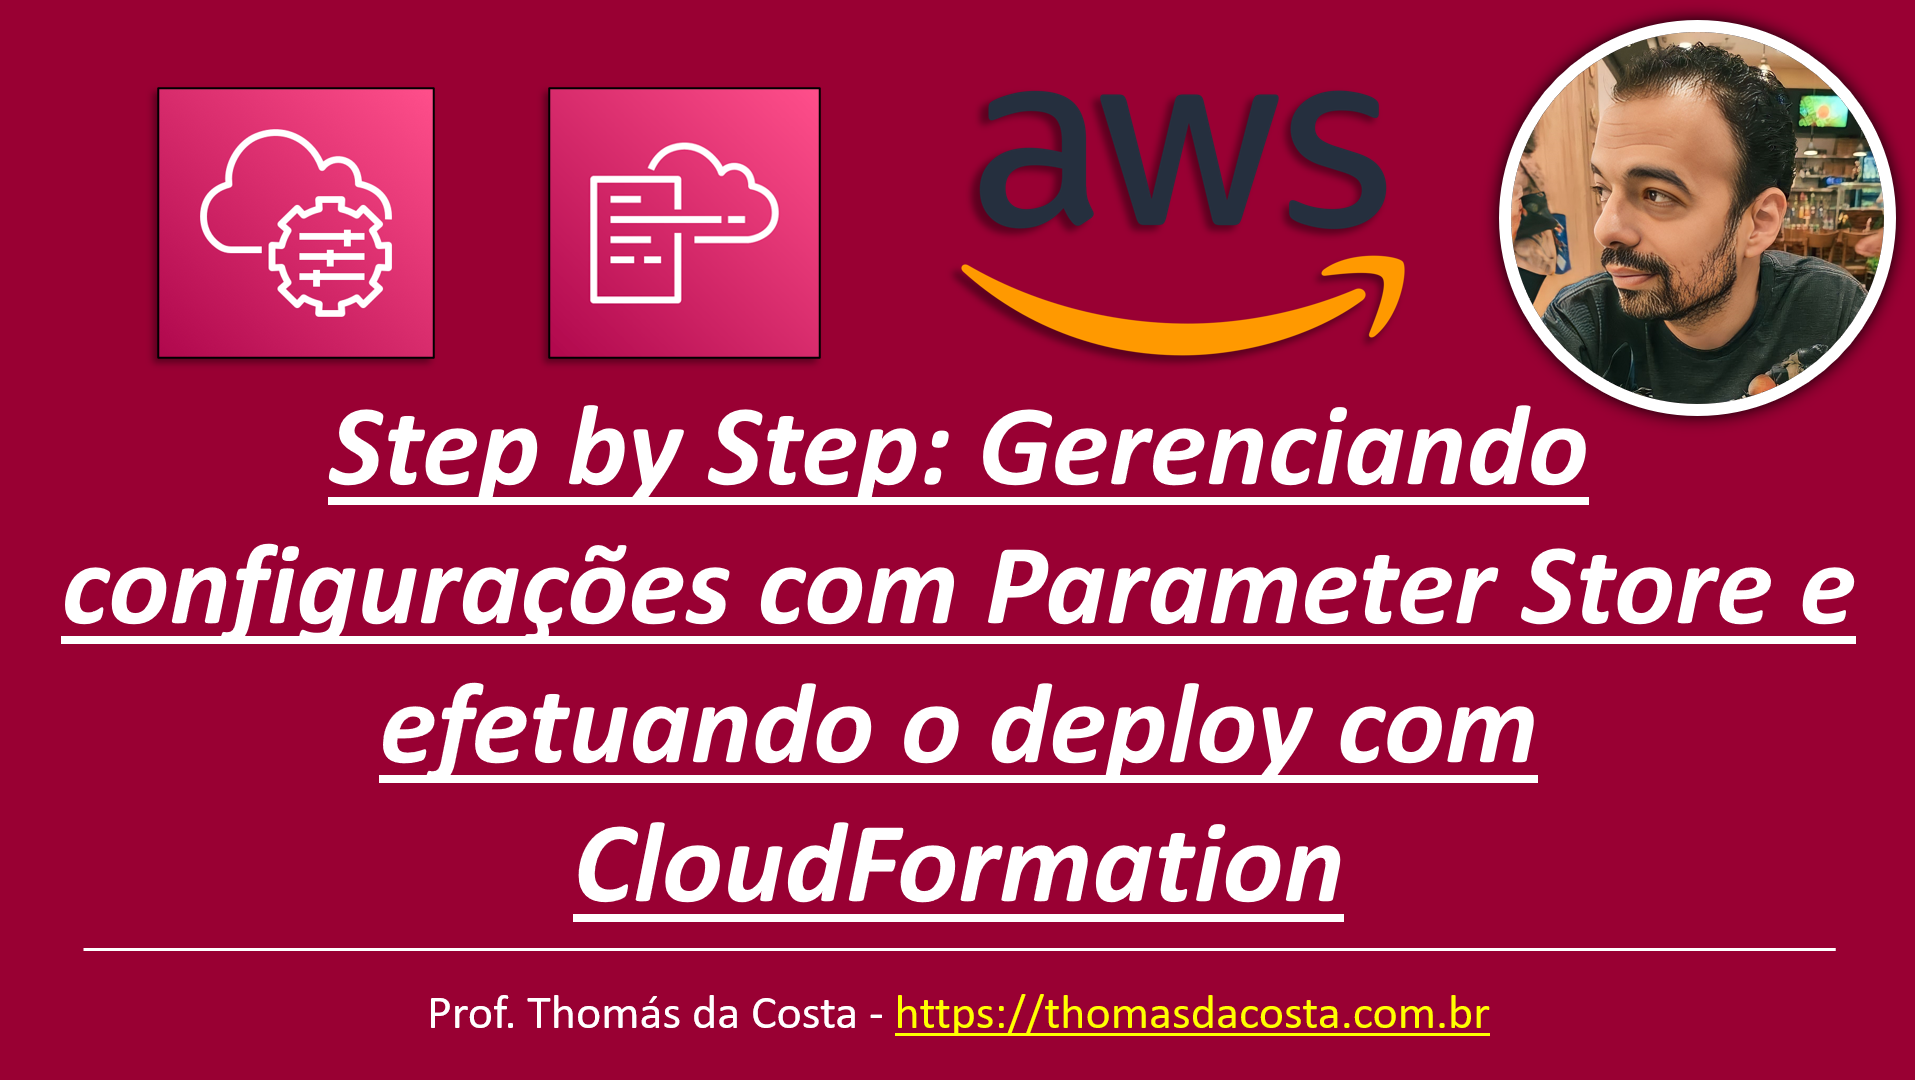 aws
Step by Step: Gerenciando
configurações com Parameter Store e
efetuando o deploy com
CloudFormation
Prof. Thomás da Costa - https://thomasdacosta.com.br